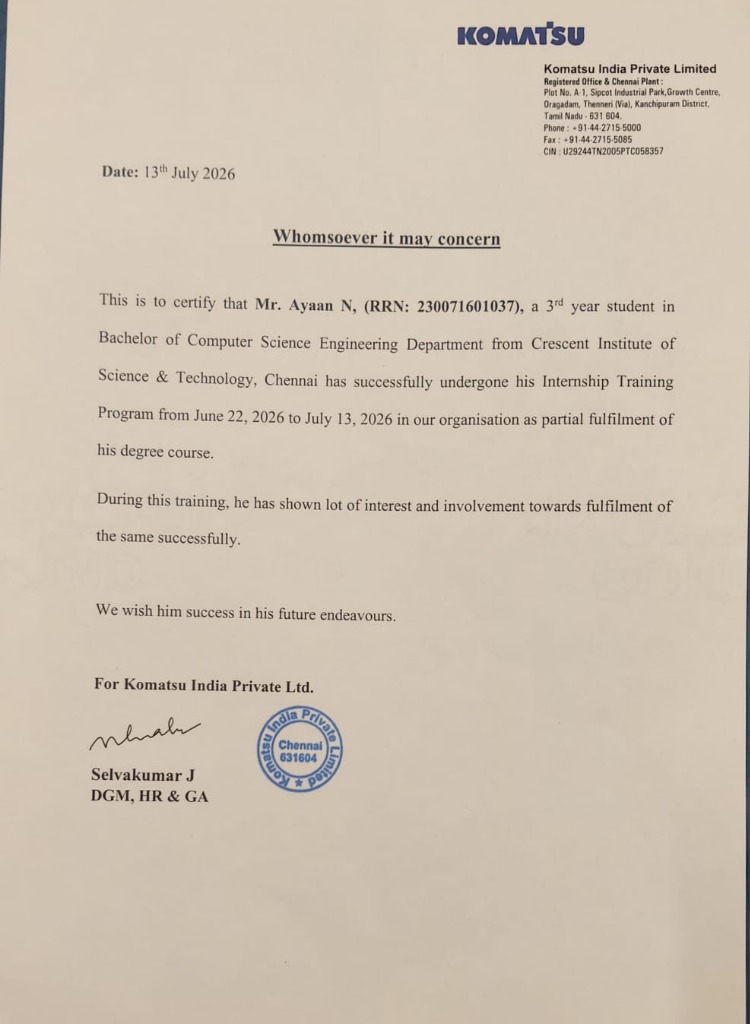 KOMATSU
Komatsu India Private Limited
Registered Office & Chennai Plant :
Plot No. A-1, Sipcot Industrial Park,Growth Centre,
Oragadam, Thenneri (Via), Kanchipuram District,
Tamil Nadu - 631 604.
Phone : +91-44-2715-5000
Fax : +91-44-2715-5085
CIN : U29244TN2005PTC058357
Date: 13th July 2026
Whomsoever it may concern
This is to certify that Mr. Ayaan N, (RRN: 230071601037), a 3rd year student in
Bachelor of Computer Science Engineering Department from Crescent Institute of
Science & Technology, Chennai has successfully undergone his Internship Training
Program from June 22, 2026 to July 13, 2026 in our organisation as partial fulfilment of
his degree course.
During this training, he has shown lot of interest and involvement towards fulfilment of
the same successfully.
We wish him success in his future endeavours.
For Komatsu India Private Ltd.
Komatsu India Private Limited
Chennai
631604
Selvakumar J
DGM, HR & GA